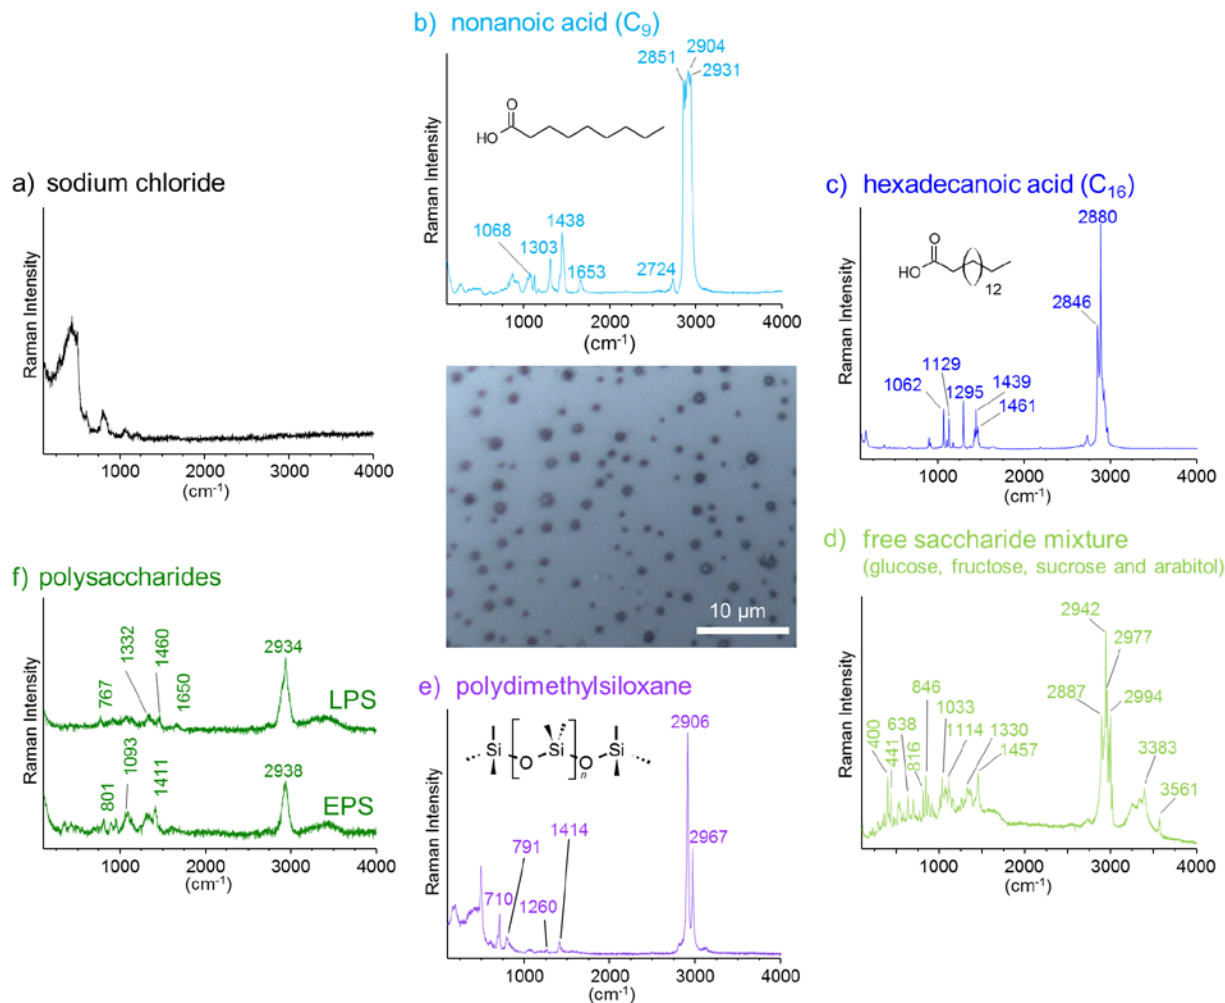 a) sodium chloride
Raman Intensity
1000
2000
3000
4000
(cm⁻¹)
b) nonanoic acid (C₉)
Raman Intensity
O
HO
1068
1303
1438
1653
2724
2851
2904
2931
1000
2000
3000
4000
(cm⁻¹)
c) hexadecanoic acid (C₁₆)
Raman Intensity
O
HO
12
1062
1129
1295
1439
1461
2846
2880
1000
2000
3000
4000
(cm⁻¹)
10 µm
d) free saccharide mixture
(glucose, fructose, sucrose and arabitol)
Raman Intensity
400
441
638
816
846
1033
1114
1330
1457
2887
2942
2977
2994
3383
3561
1000
2000
3000
4000
(cm⁻¹)
e) polydimethylsiloxane
Raman Intensity
Si O Si O Si
n
710
791
1260
1414
2906
2967
1000
2000
3000
4000
(cm⁻¹)
f) polysaccharides
Raman Intensity
767
1332
1460
1650
2934
LPS
801
1093
1411
2938
EPS
1000
2000
3000
4000
(cm⁻¹)